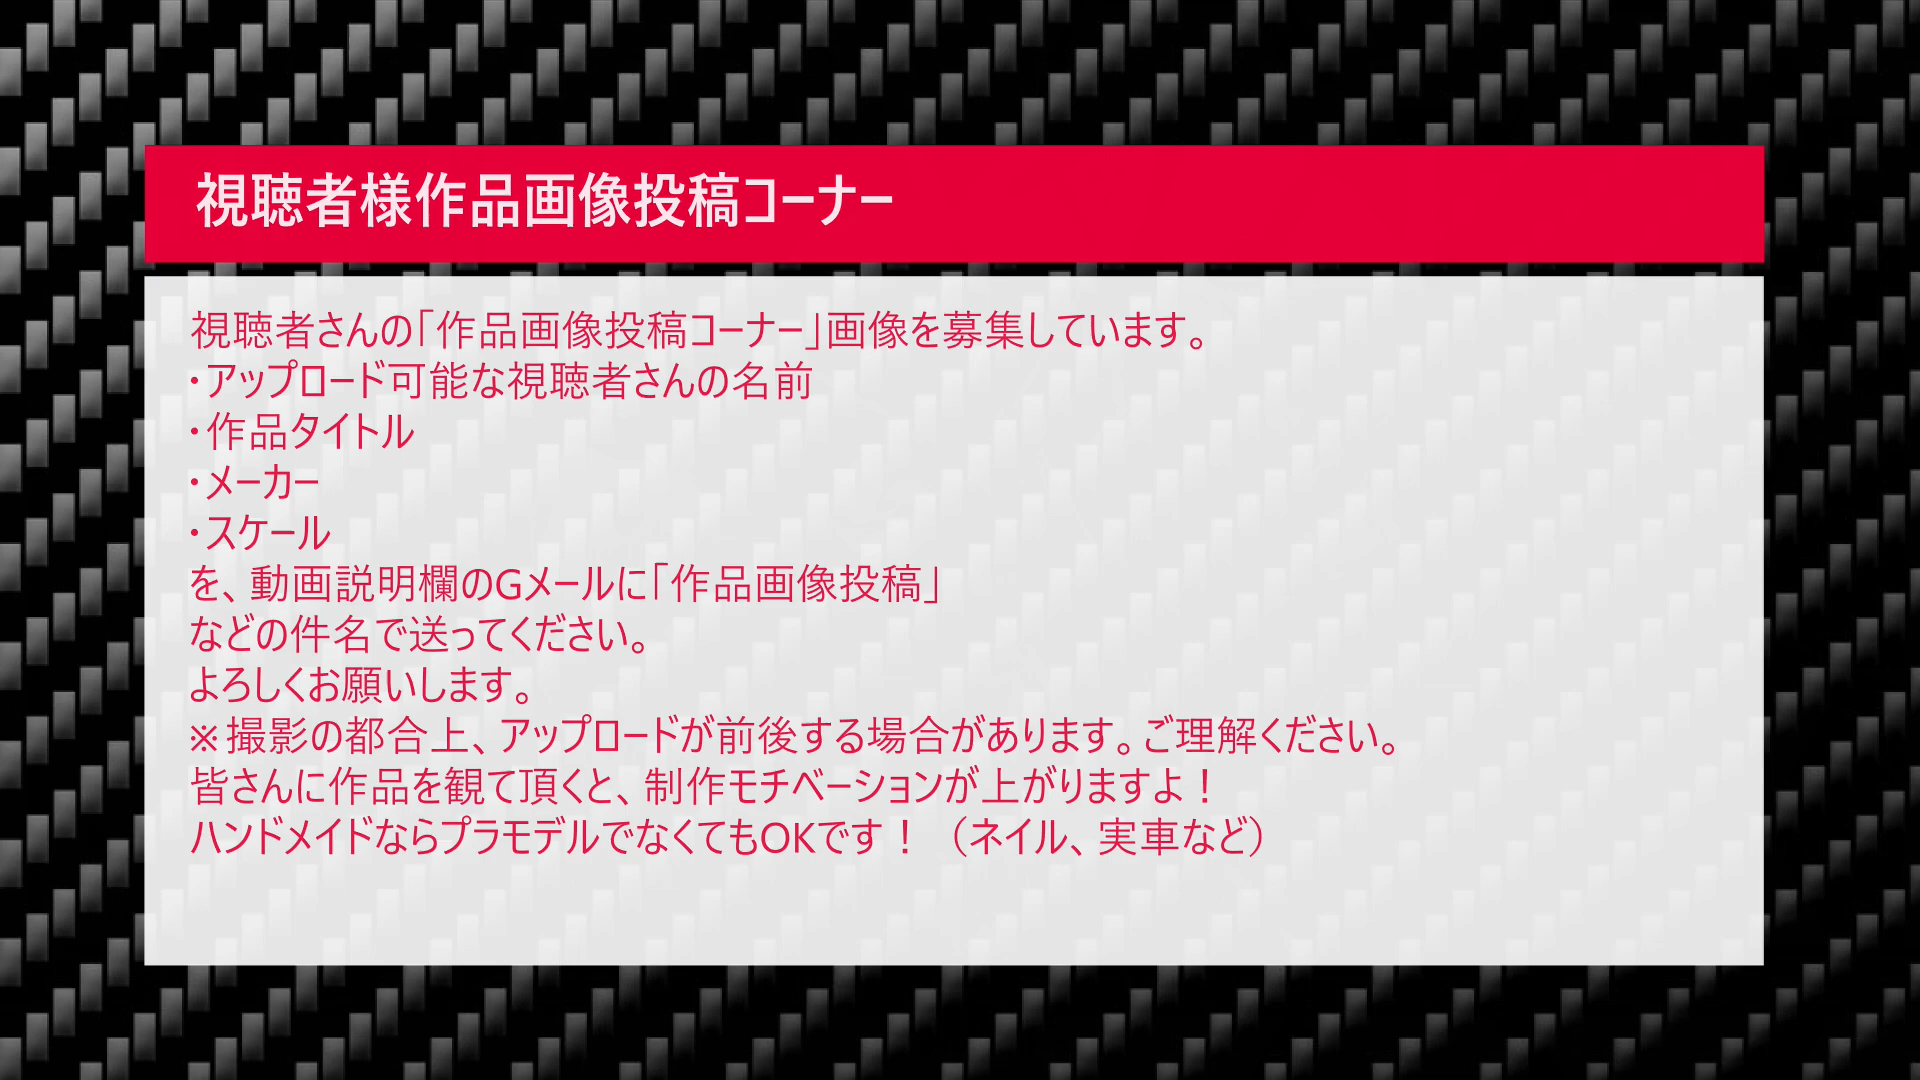 視聴者様作品画像投稿コーナー
視聴者さんの「作品画像投稿コーナー」画像を募集しています。
・アップロード可能な視聴者さんの名前
・作品タイトル
・メーカー
・スケール
を、動画説明欄のGメールに「作品画像投稿」
などの件名で送ってください。
よろしくお願いします。
※撮影の都合上、アップロードが前後する場合があります。ご理解ください。
皆さんに作品を観て頂くと、制作モチベーションが上がりますよ！
ハンドメイドならプラモデルでなくてもOKです！（ネイル、実車など）